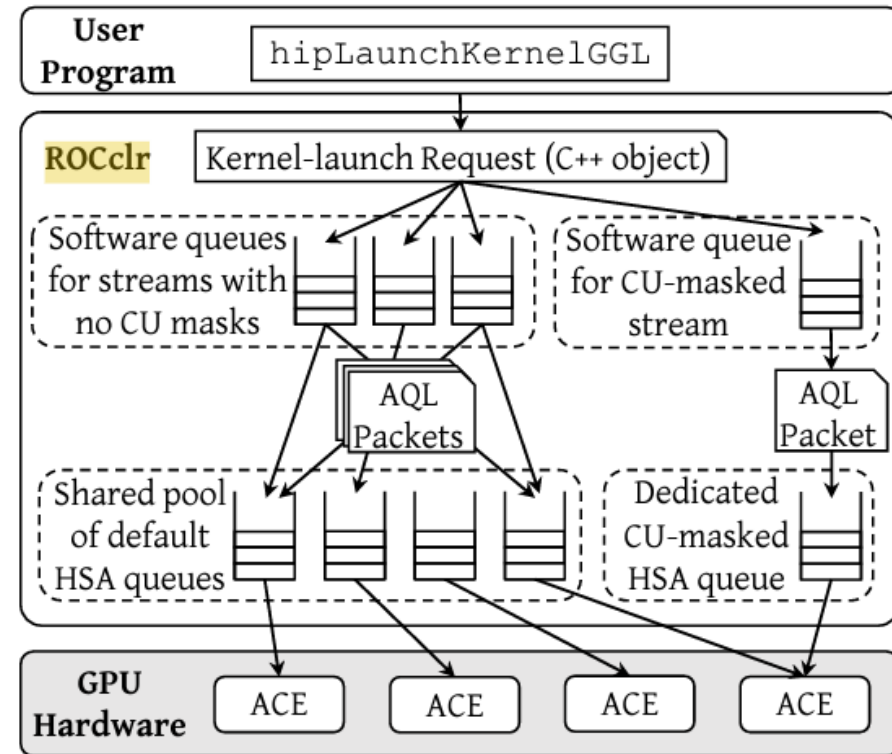 User
Program
hipLaunchKernelGGL
ROCclr
Kernel-launch Request (C++ object)
Software queues
for streams with
no CU masks
Software queue
for CU-masked
stream
AQL
Packets
AQL
Packet
Shared pool
of default
HSA queues
Dedicated
CU-masked
HSA queue
GPU
Hardware
ACE
ACE
ACE
ACE